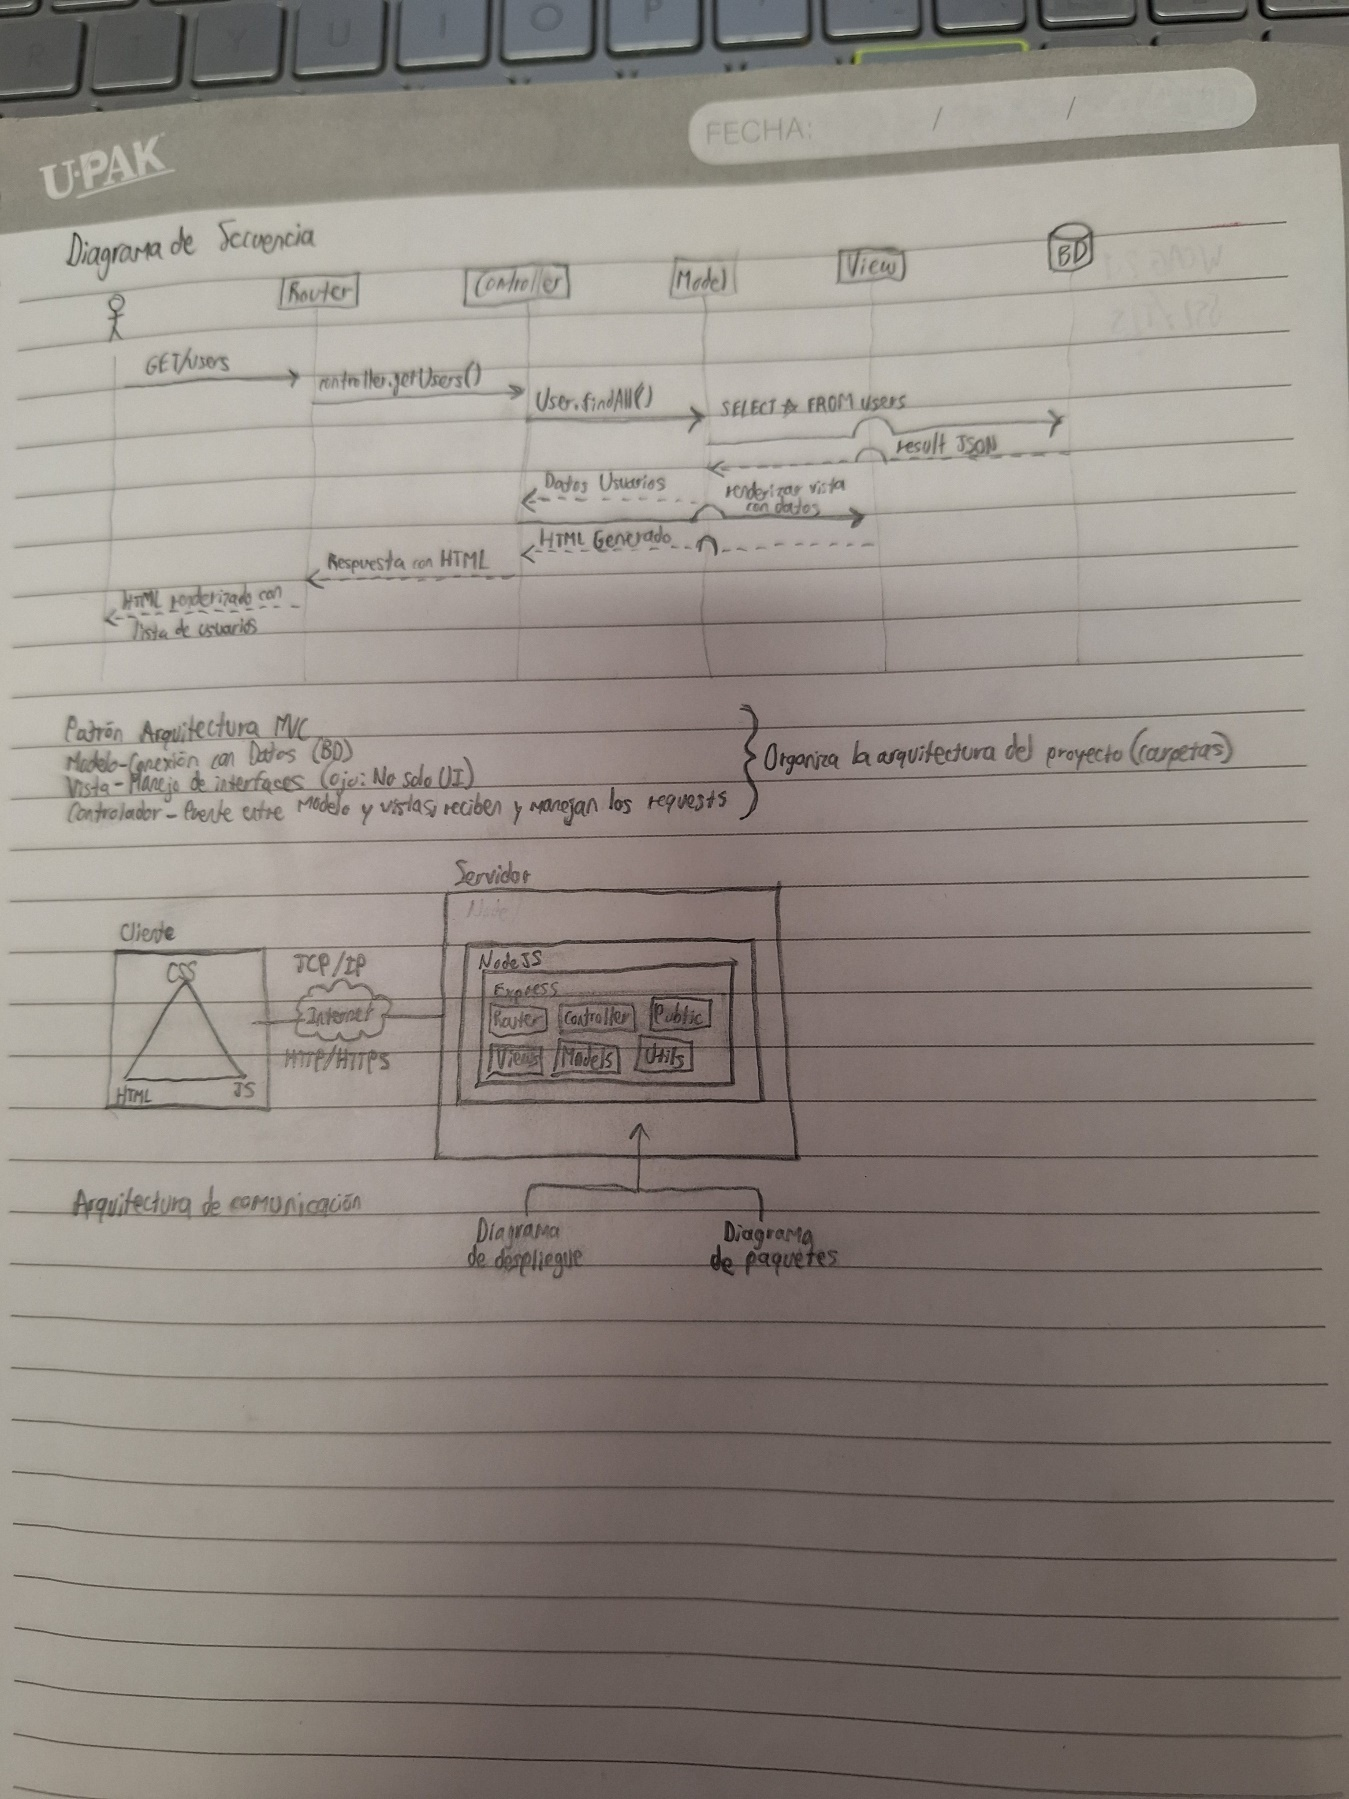 U·PAK
FECHA: / /
Diagrama de Secuencia
Router
Controller
Model
View
BD
GET/users
controller.getUsers()
User.findAll()
SELECT * FROM users
result JSON
Datos Usuarios
renderizar vista
con datos
HTML Generado
Respuesta con HTML
HTML renderizado con
lista de usuarios
Patrón Arquitectura MVC
Modelo-Conexión con Datos (BD)
Vista-Manejo de interfaces (ojo: No solo UI)
Controlador-Puente entre Modelo y vistas, reciben y manejan los requests
Organiza la arquitectura del proyecto (carpetas)
Servidor
Node
Cliente
CSS
HTML
JS
TCP/IP
Internet
HTTP/HTTPS
NodeJS
Express
Router
Controller
Public
Views
Models
Utils
Arquitectura de comunicación
Diagrama
de despliegue
Diagrama
de paquetes